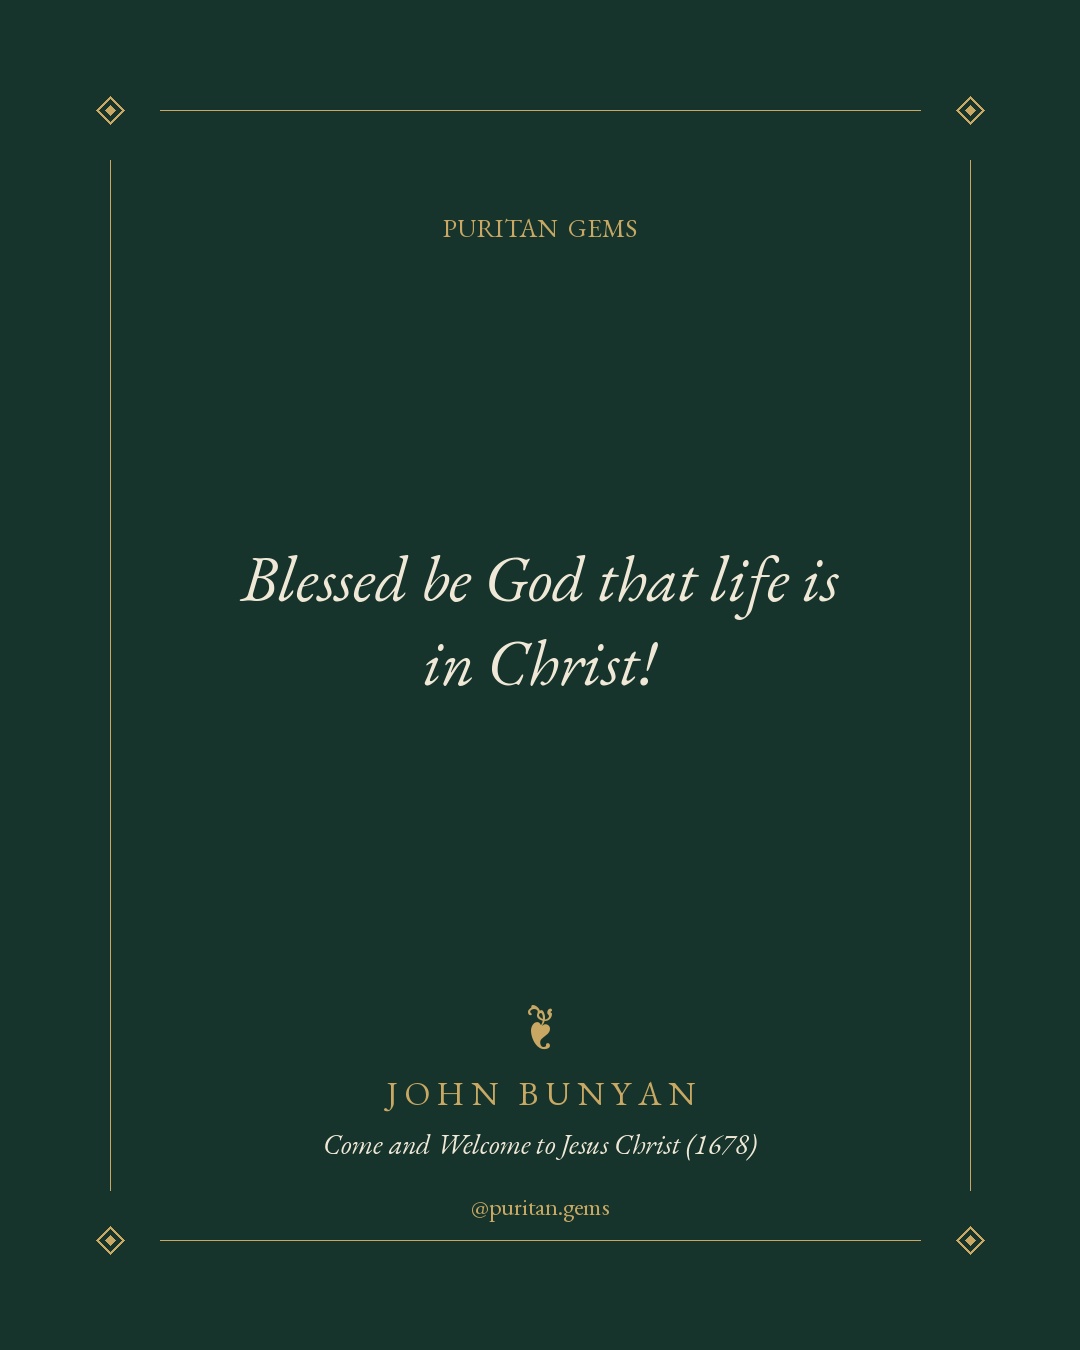 PURITAN GEMS
Blessed be God that life is
in Christ!
JOHN BUNYAN
Come and Welcome to Jesus Christ (1678)
@puritan.gems